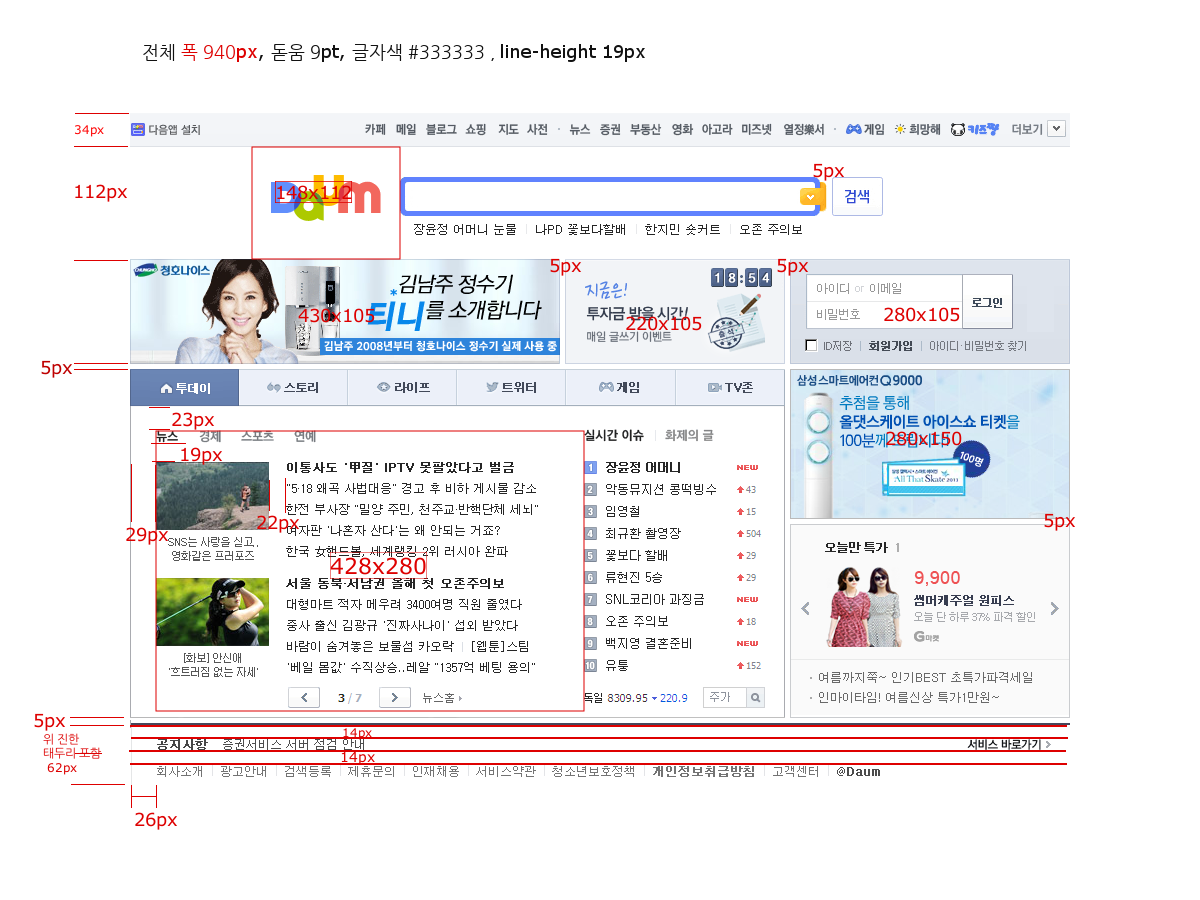 전체 폭 940px, 돋움 9pt, 글자색 #333333 , line-height 19px
34px
다음앱 설치
카페 메일 블로그 쇼핑 지도 사전 · 뉴스 증권 부동산 영화 아고라 미즈넷 열정樂서 · 게임 희망해 키즈짱 더보기
112px
148x112
Daum
5px
검색
장윤정 어머니 눈물 나PD 꽃보다할배 한지민 숏커트 오존 주의보
5px
5px
청호나이스
김남주 정수기
티니를 소개합니다
430x105
김남주 2008년부터 청호나이스 정수기 실제 사용 중
지금은!
18:54
투자금 받을 시간!
220x105
매일 글쓰기 이벤트
출석
아이디 or 이메일
비밀번호
280x105
로그인
ID저장 회원가입 아이디·비밀번호 찾기
5px
투데이 스토리 라이프 트위터 게임 TV존
23px
뉴스 경제 스포츠 연예
19px
29px
22px
SNS는 사랑을 싣고..
영화같은 프러포즈
이통사도 '甲질' IPTV 못팔았다고 벌금
"5·18 왜곡 사법대응" 경고 후 비하 게시물 감소
한전 부사장 "밀양 주민, 천주교·반핵단체 세뇌"
여자판 '나혼자 산다'는 왜 안되는 거죠?
한국 女핸드볼, 세계랭킹 2위 러시아 완파
428x280
[화보] 안신애
'흐트러짐 없는 자세'
서울 동북·서남권 올해 첫 오존주의보
대형마트 적자 메우려 3400여명 직원 줄였다
중사 출신 김광규 '진짜사나이' 섭외 받았다
바람이 숨겨놓은 보물섬 카오락 [웹툰]스팀
'베일 몸값' 수직상승..레알 "1357억 베팅 용의"
3 / 7 뉴스홈
실시간 이슈 화제의 글
1 장윤정 어머니 NEW
2 악동뮤지션 콩떡빙수 43
3 임영철 15
4 최규환 촬영장 504
5 꽃보다 할배 29
6 류현진 5승 29
7 SNL코리아 과징금 NEW
8 오존 주의보 18
9 백지영 결혼준비 NEW
10 유퉁 152
독일 8309.95 220.9 주가
삼성 스마트에어컨 Q9000
추첨을 통해
올댓스케이트 아이스쇼 티켓을
100분께 드립니다
280x150
100명
삼성 갤럭시★스마트에어컨
All That Skate 2013
5px
오늘만 특가 1
9,900
썸머캐주얼 원피스
오늘 단 하루 37% 파격 할인
G마켓
· 여름까지쭉~ 인기BEST 초특가파격세일
· 인마이타임! 여름신상 특가1만원~
5px
위 진한
태두리 포함
62px
14px
공지사항 증권서비스 서버 점검 안내
서비스 바로가기
14px
회사소개 광고안내 검색등록 제휴문의 인재채용 서비스약관 청소년보호정책 개인정보취급방침 고객센터 @Daum
26px